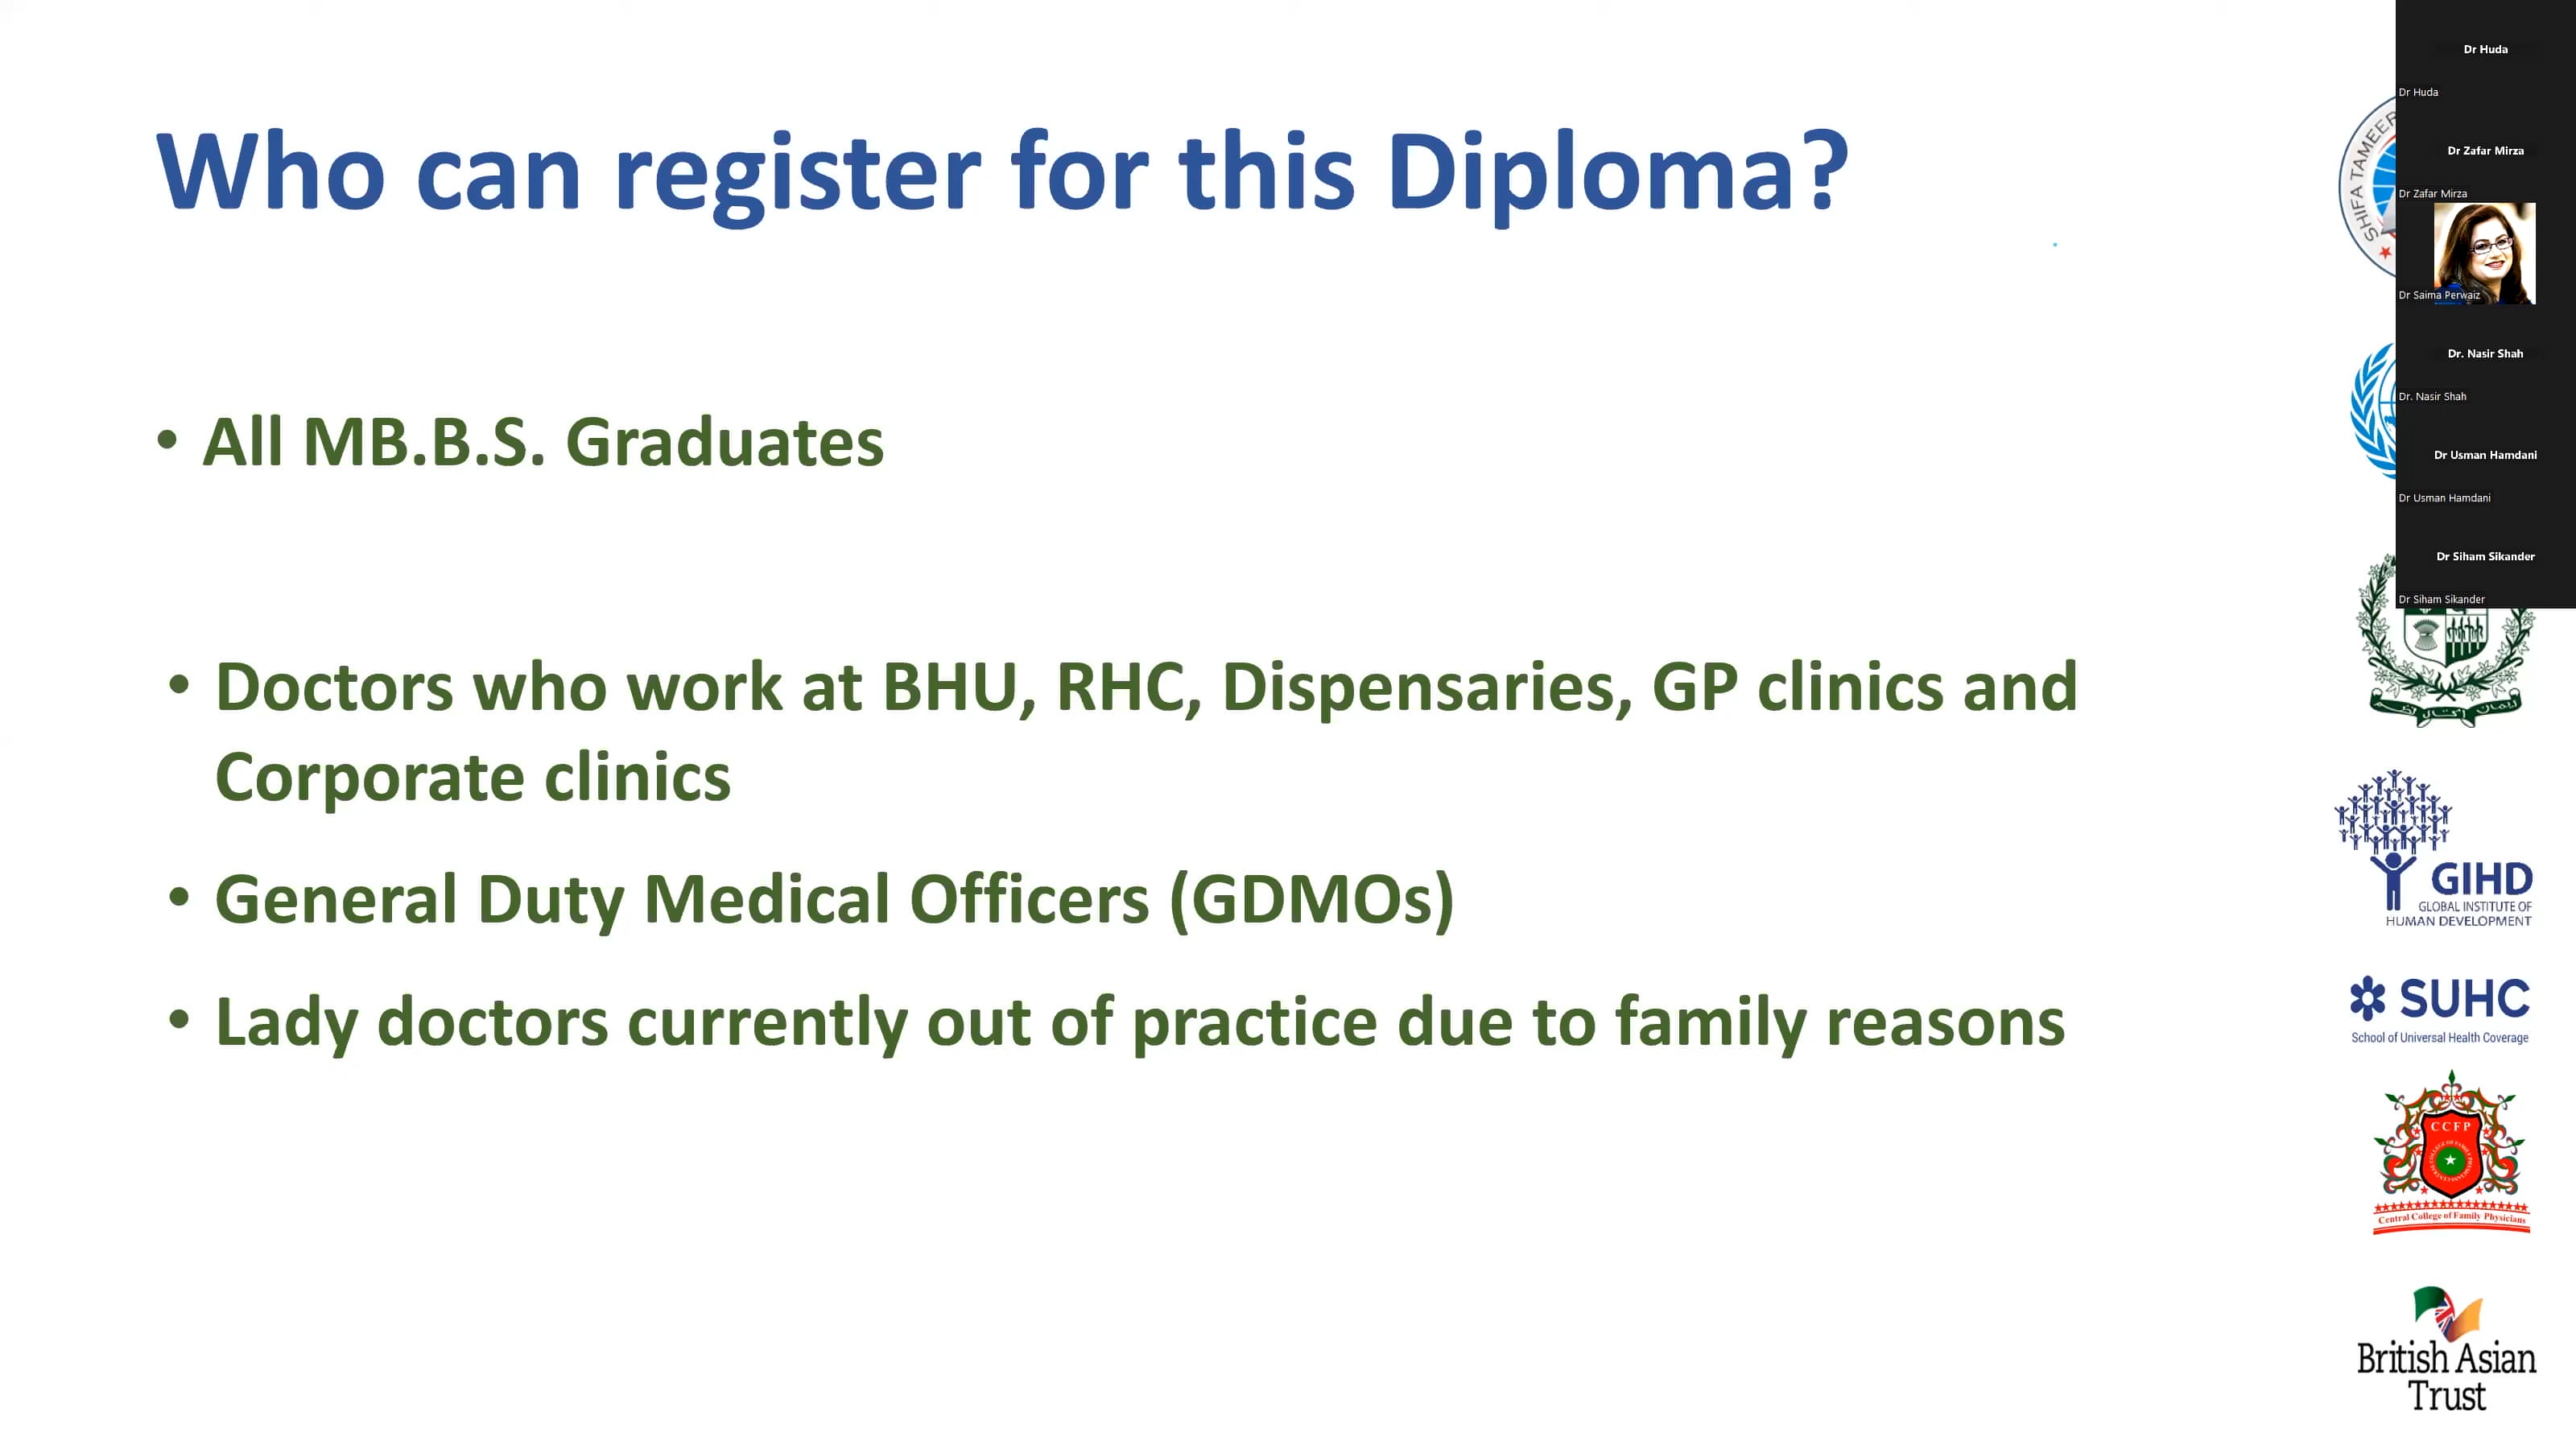 Who can register for this Diploma?
• All MB.B.S. Graduates
• Doctors who work at BHU, RHC, Dispensaries, GP clinics and
Corporate clinics
• General Duty Medical Officers (GDMOs)
• Lady doctors currently out of practice due to family reasons
Dr Huda
Dr Huda
Dr Zafar Mirza
Dr Zafar Mirza
Dr Saima Perwaiz
Dr. Nasir Shah
Dr. Nasir Shah
Dr Usman Hamdani
Dr Usman Hamdani
Dr Siham Sikander
Dr Siham Sikander
SHIFA TAMEER
GIHD
GLOBAL INSTITUTE OF
HUMAN DEVELOPMENT
SUHC
School of Universal Health Coverage
CCFP
Central College of Family Physicians
British Asian
Trust